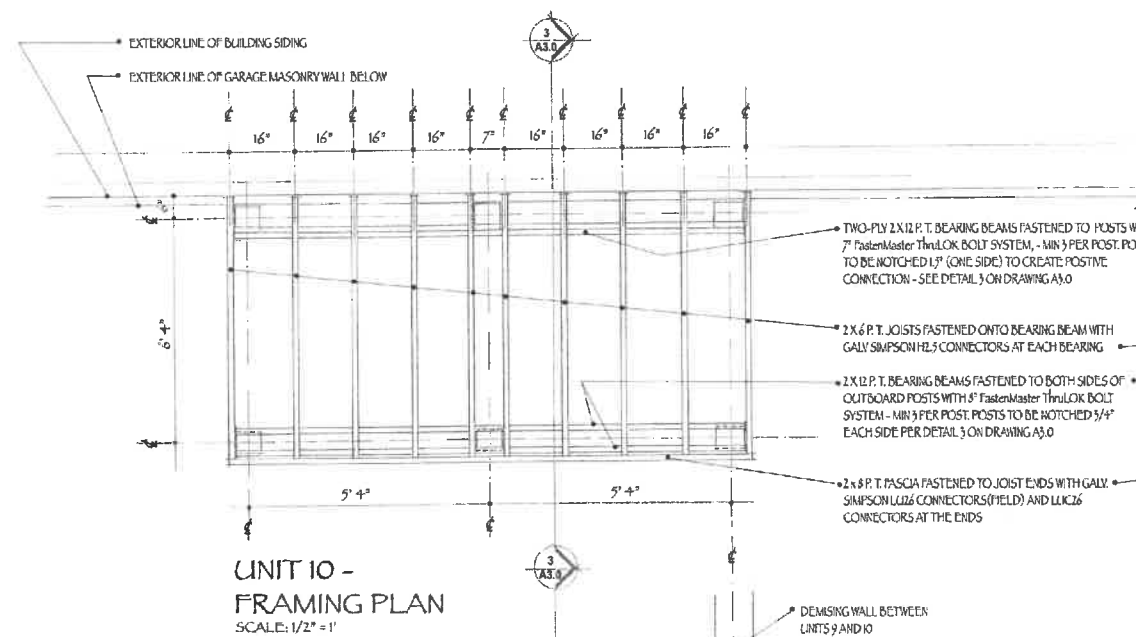 3
A3.0
EXTERIOR LINE OF BUILDING SIDING
EXTERIOR LINE OF GARAGE MASONRY WALL BELOW
16" 16" 16" 16" 7" 16" 16" 16" 16"
TWO-PLY 2X12 P.T. BEARING BEAMS FASTENED TO POSTS W
7" FastenMaster ThruLOK BOLT SYSTEM, - MIN 3 PER POST. PO
TO BE NOTCHED 1.5" (ONE SIDE) TO CREATE POSTIVE
CONNECTION - SEE DETAIL 3 ON DRAWING A3.0
2 X 6 P.T. JOISTS FASTENED ONTO BEARING BEAM WITH
GALV SIMPSON H2.5 CONNECTORS AT EACH BEARING
6' 4"
2X12 P.T. BEARING BEAMS FASTENED TO BOTH SIDES OF
OUTBOARD POSTS WITH 8" FastenMaster ThruLOK BOLT
SYSTEM - MIN 3 PER POST. POSTS TO BE NOTCHED 3/4"
EACH SIDE PER DETAIL 3 ON DRAWING A3.0
2 x 8 P.T. FASCIA FASTENED TO JOIST ENDS WITH GALV.
SIMPSON LU26 CONNECTORS (FIELD) AND LUC26
CONNECTORS AT THE ENDS
5' 4" 5' 4"
3
A3.0
UNIT 10 -
FRAMING PLAN
SCALE: 1/2" = 1'
DEMISING WALL BETWEEN
UNITS 9 AND 10